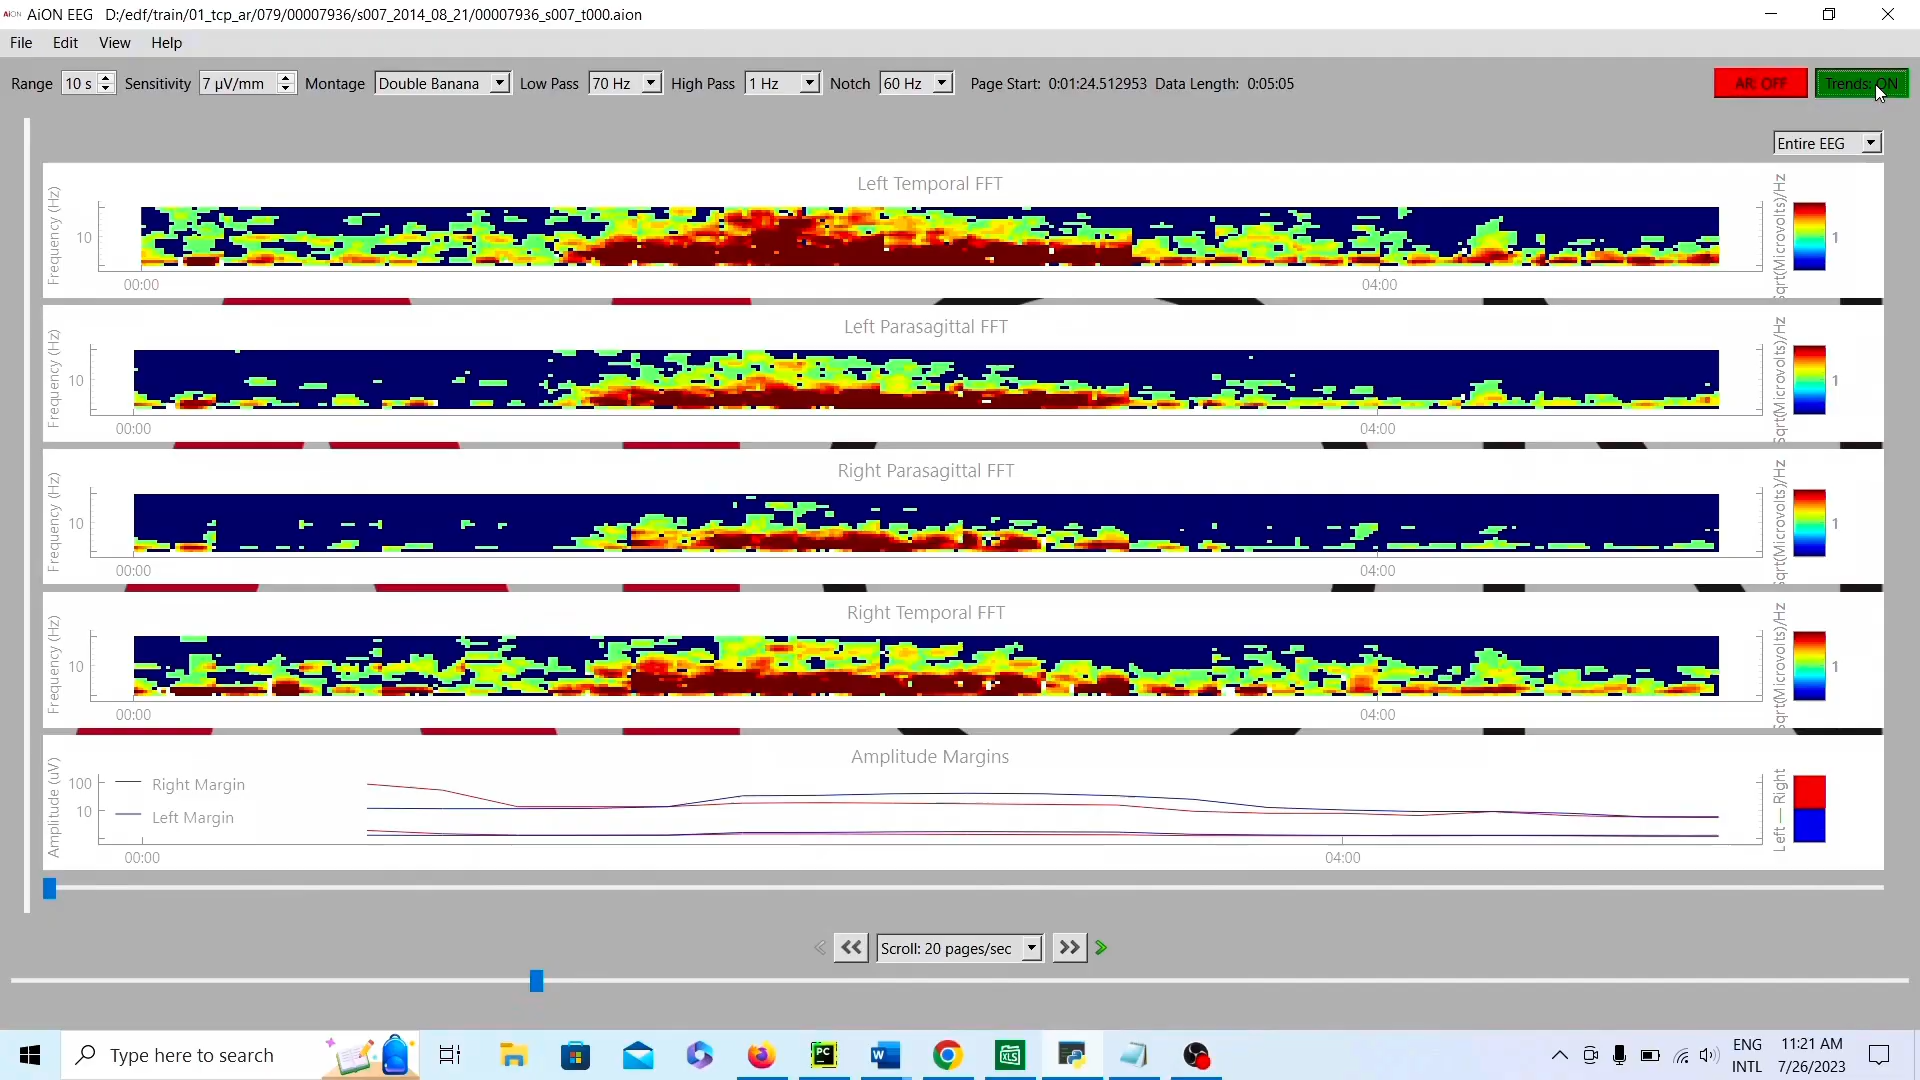 AiON AiON EEG D:/edf/train/01_tcp_ar/079/00007936/s007_2014_08_21/00007936_s007_t000.aion
File Edit View Help
Range 10 s Sensitivity 7 µV/mm Montage Double Banana Low Pass 70 Hz High Pass 1 Hz Notch 60 Hz Page Start: 0:01:24.512953 Data Length: 0:05:05 AR: OFF Trends: ON
Entire EEG
Left Temporal FFT
Frequency (Hz)
10
00:00 04:00
Sqrt(Microvolts)/Hz
1
Left Parasagittal FFT
Frequency (Hz)
10
00:00 04:00
Sqrt(Microvolts)/Hz
1
Right Parasagittal FFT
Frequency (Hz)
10
00:00 04:00
Sqrt(Microvolts)/Hz
1
Right Temporal FFT
Frequency (Hz)
10
00:00 04:00
Sqrt(Microvolts)/Hz
1
Amplitude Margins
Amplitude (uV)
100
10
Right Margin
Left Margin
00:00 04:00
Left — Right
Scroll: 20 pages/sec
Type here to search
PC
W
XLS
ENG
INTL
11:21 AM
7/26/2023